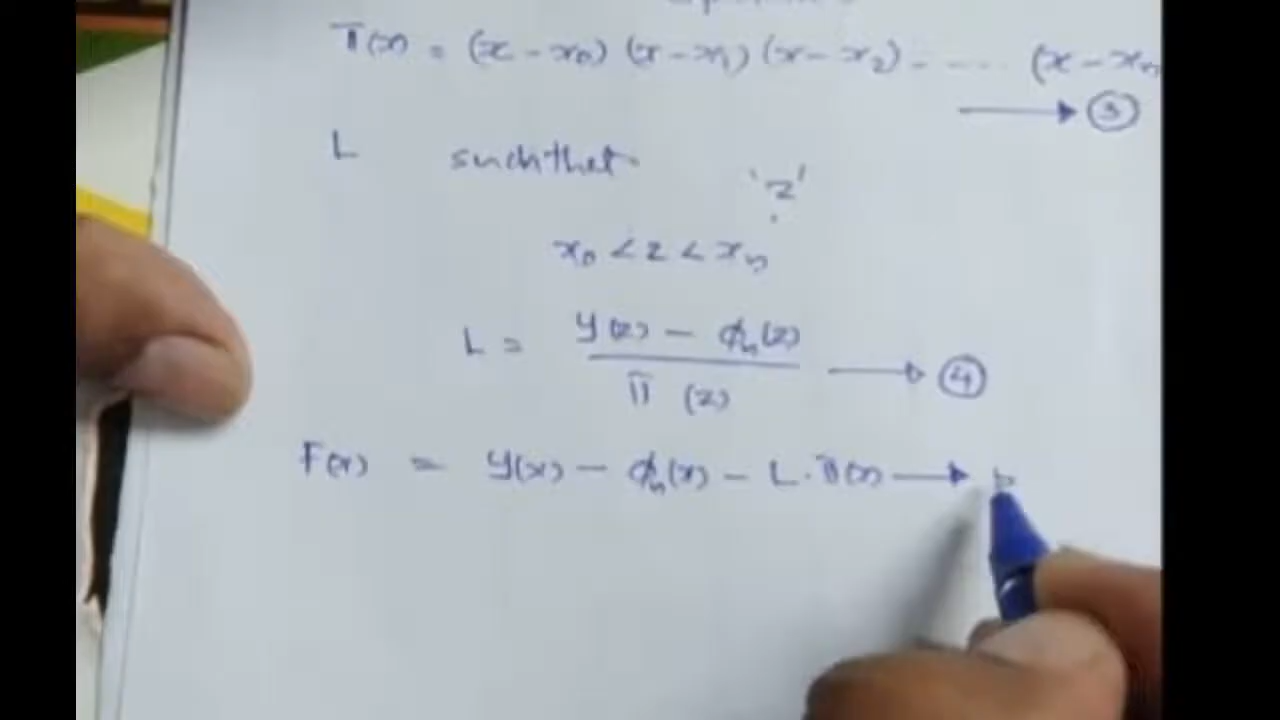 π(x) = (x - x₀) (x - x₁) (x - x₂) - ---- (x - xₙ
→ ③
L such that
'z'
x₀ < z < xₙ
L = y(z) - φₙ(z) / π (z) → ④
F(x) = y(x) - φₙ(x) - L . π(x) →